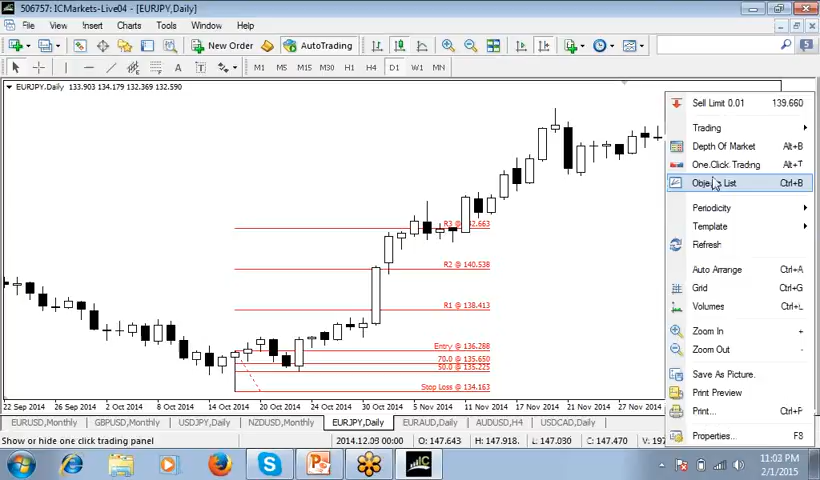 506757: ICMarkets-Live04 - [EURJPY,Daily]
File View Insert Charts Tools Window Help
New Order AutoTrading
A T M1 M5 M15 M30 H1 H4 D1 W1 MN
EURJPY,Daily 133.903 134.179 132.369 132.590
Sell Limit 0.01 139.660
Trading
Depth Of Market Alt+B
One Click Trading Alt+T
Object List Ctrl+B
Periodicity
Template
Refresh
Auto Arrange Ctrl+A
Grid Ctrl+G
Volumes Ctrl+L
Zoom In +
Zoom Out -
Save As Picture...
Print Preview
Print... Ctrl+P
Properties... F8
R2 @ 140.538
R1 @ 138.413
Entry @ 136.288
70.0 @ 135.650
50.0 @ 135.225
Stop Loss @ 134.163
22 Sep 2014 26 Sep 2014 2 Oct 2014 8 Oct 2014 14 Oct 2014 20 Oct 2014 24 Oct 2014 30 Oct 2014 5 Nov 2014 11 Nov 2014 17 Nov 2014 21 Nov 2014 27 Nov 2014
EURUSD,Monthly GBPUSD,Monthly USDJPY,Daily NZDUSD,Monthly EURJPY,Daily EURAUD,Daily AUDUSD,H4 USDCAD,Daily
Show or hide one click trading panel O: 147.643 H: 147.918 L: 147.030 C: 147.470
11:03 PM
2/1/2015